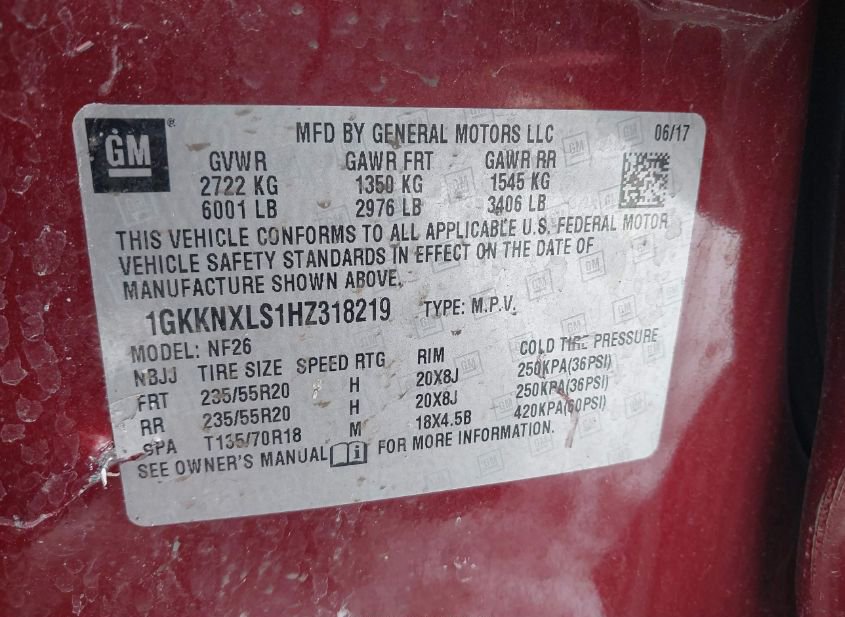 GM ® MFD BY GENERAL MOTORS LLC 06/17
GVWR GAWR FRT GAWR RR
2722 KG 1350 KG 1545 KG
6001 LB 2976 LB 3406 LB
THIS VEHICLE CONFORMS TO ALL APPLICABLE U.S. FEDERAL MOTOR
VEHICLE SAFETY STANDARDS IN EFFECT ON THE DATE OF
MANUFACTURE SHOWN ABOVE.
1GKKNXLS1HZ318219 TYPE: M.P.V.
MODEL: NF26
NBJJ TIRE SIZE SPEED RTG RIM COLD TIRE PRESSURE
FRT 235/55R20 H 20X8J 250KPA(36PSI)
RR 235/55R20 H 20X8J 250KPA(36PSI)
SPA T135/70R18 M 18X4.5B 420KPA(60PSI)
SEE OWNER'S MANUAL FOR MORE INFORMATION.